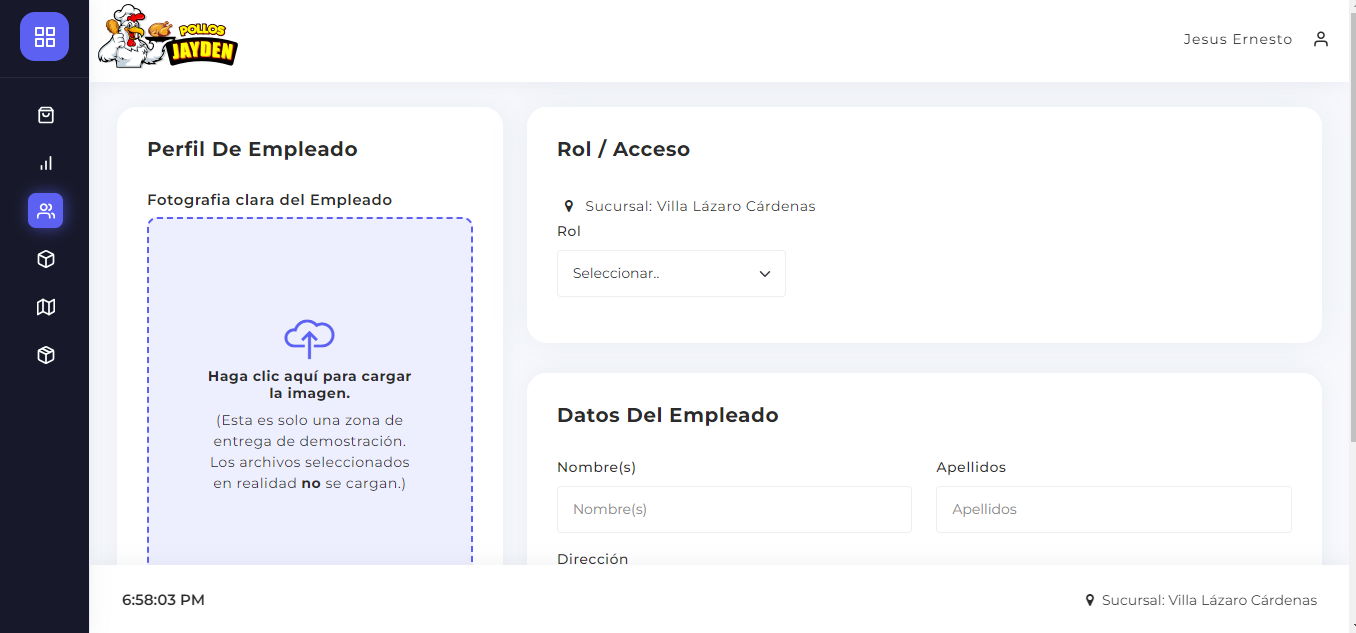 POLLOS
JAYDEN
Jesus Ernesto
Perfil De Empleado
Fotografia clara del Empleado
Haga clic aquí para cargar
la imagen.
(Esta es solo una zona de
entrega de demostración.
Los archivos seleccionados
en realidad no se cargan.)
Rol / Acceso
Sucursal: Villa Lázaro Cárdenas
Rol
Seleccionar..
Datos Del Empleado
Nombre(s)
Apellidos
Nombre(s)
Apellidos
Dirección
6:58:03 PM
Sucursal: Villa Lázaro Cárdenas